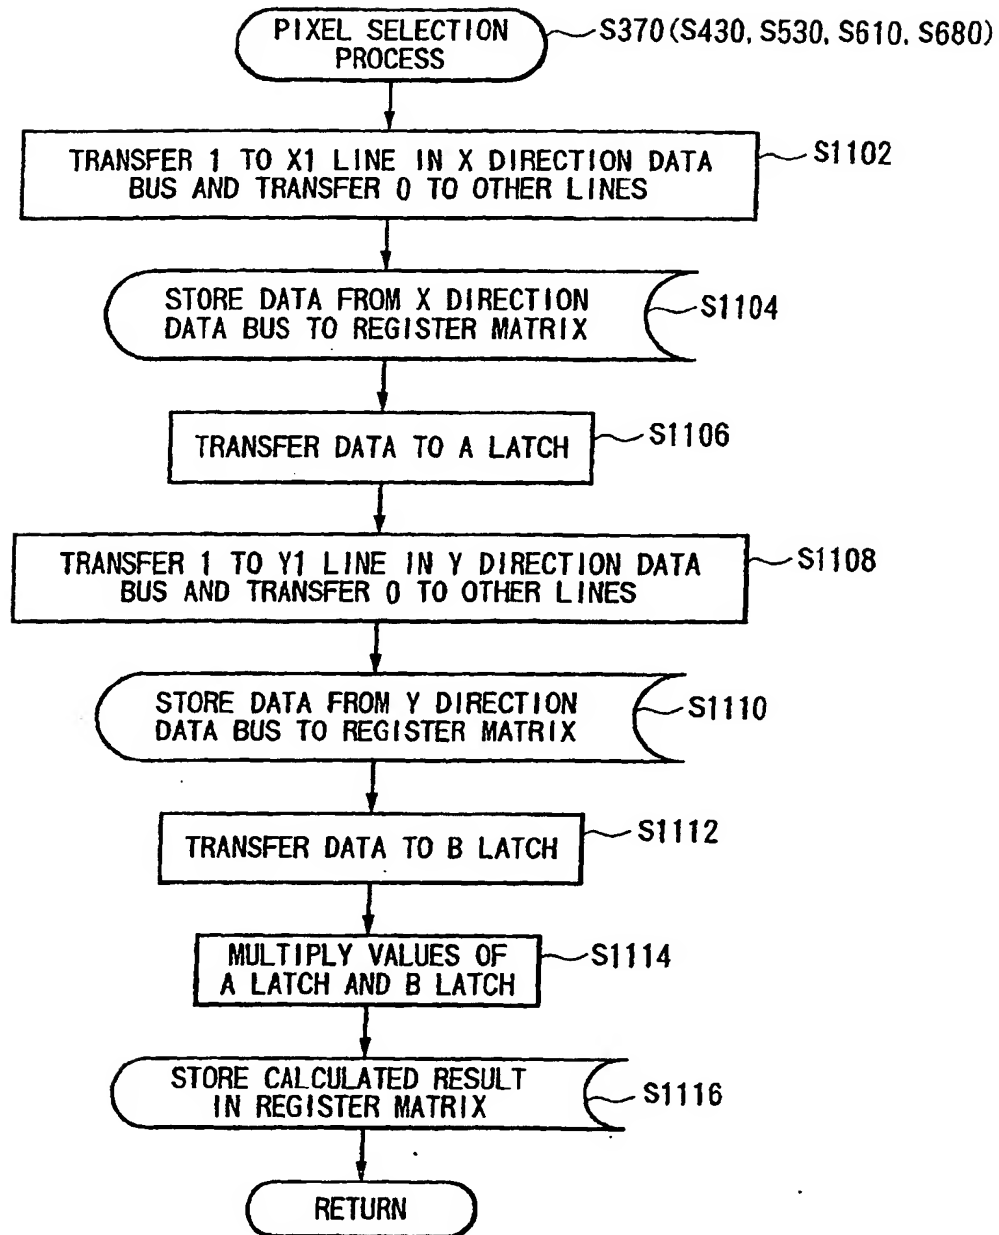 PIXEL SELECTION
PROCESS
S370 (S430, S530, S610, S680)
TRANSFER 1 TO X1 LINE IN X DIRECTION DATA
BUS AND TRANSFER 0 TO OTHER LINES
S1102
STORE DATA FROM X DIRECTION
DATA BUS TO REGISTER MATRIX
S1104
TRANSFER DATA TO A LATCH
S1106
TRANSFER 1 TO Y1 LINE IN Y DIRECTION DATA
BUS AND TRANSFER 0 TO OTHER LINES
S1108
STORE DATA FROM Y DIRECTION
DATA BUS TO REGISTER MATRIX
S1110
TRANSFER DATA TO B LATCH
S1112
MULTIPLY VALUES OF
A LATCH AND B LATCH
S1114
STORE CALCULATED RESULT
IN REGISTER MATRIX
S1116
RETURN